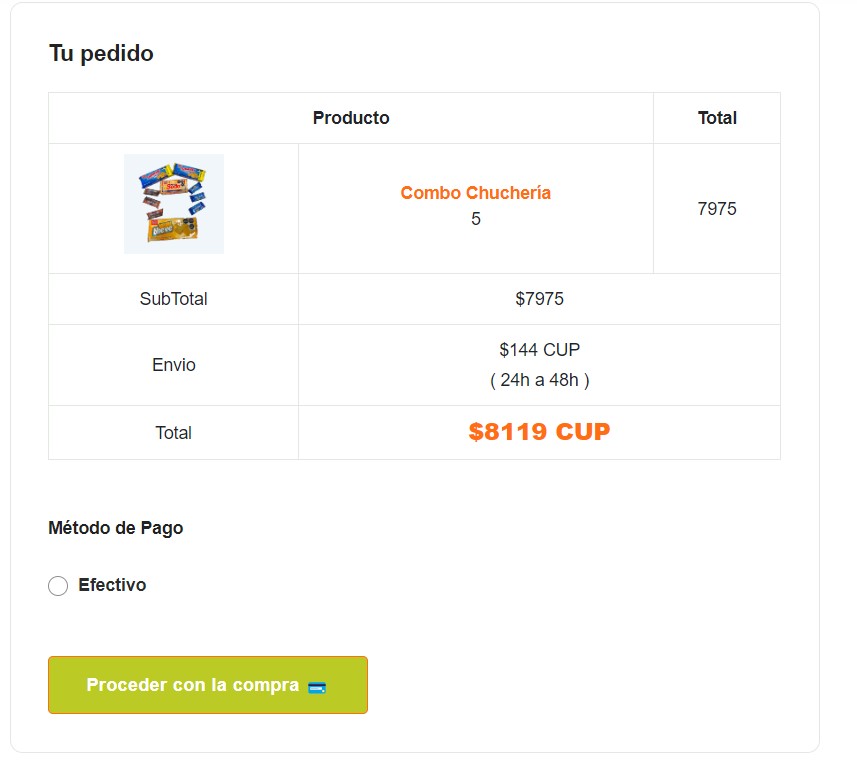 Tu pedido
Producto
Total
Combo Chuchería
5
7975
SubTotal
$7975
Envio
$144 CUP
( 24h a 48h )
Total
$8119 CUP
Método de Pago
Efectivo
Proceder con la compra